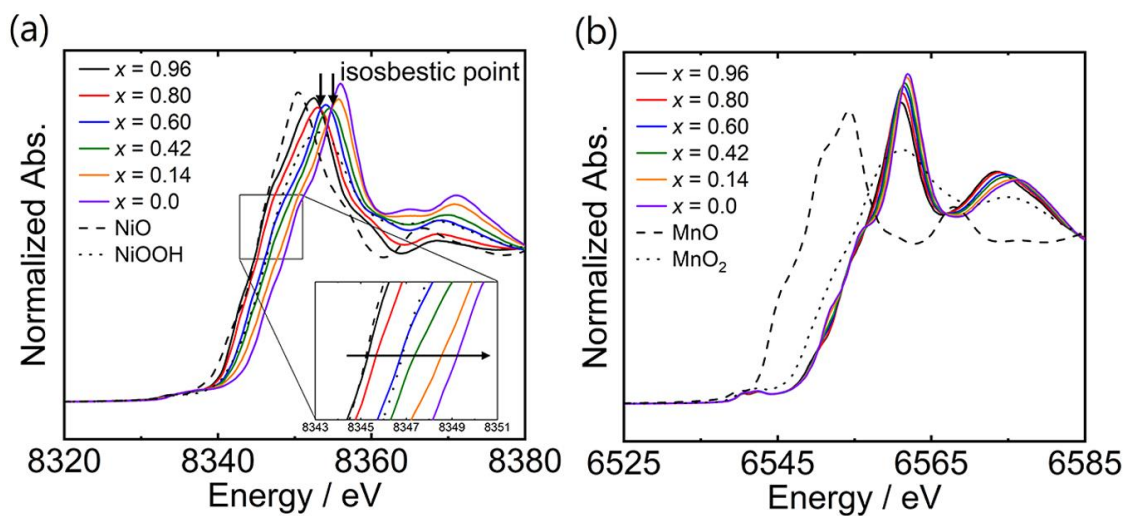 (a)
isosbestic point
x = 0.96
x = 0.80
x = 0.60
x = 0.42
x = 0.14
x = 0.0
NiO
NiOOH
Normalized Abs.
8343 8345 8347 8349 8351
8320 8340 8360 8380
Energy / eV
(b)
x = 0.96
x = 0.80
x = 0.60
x = 0.42
x = 0.14
x = 0.0
MnO
MnO₂
Normalized Abs.
6525 6545 6565 6585
Energy / eV